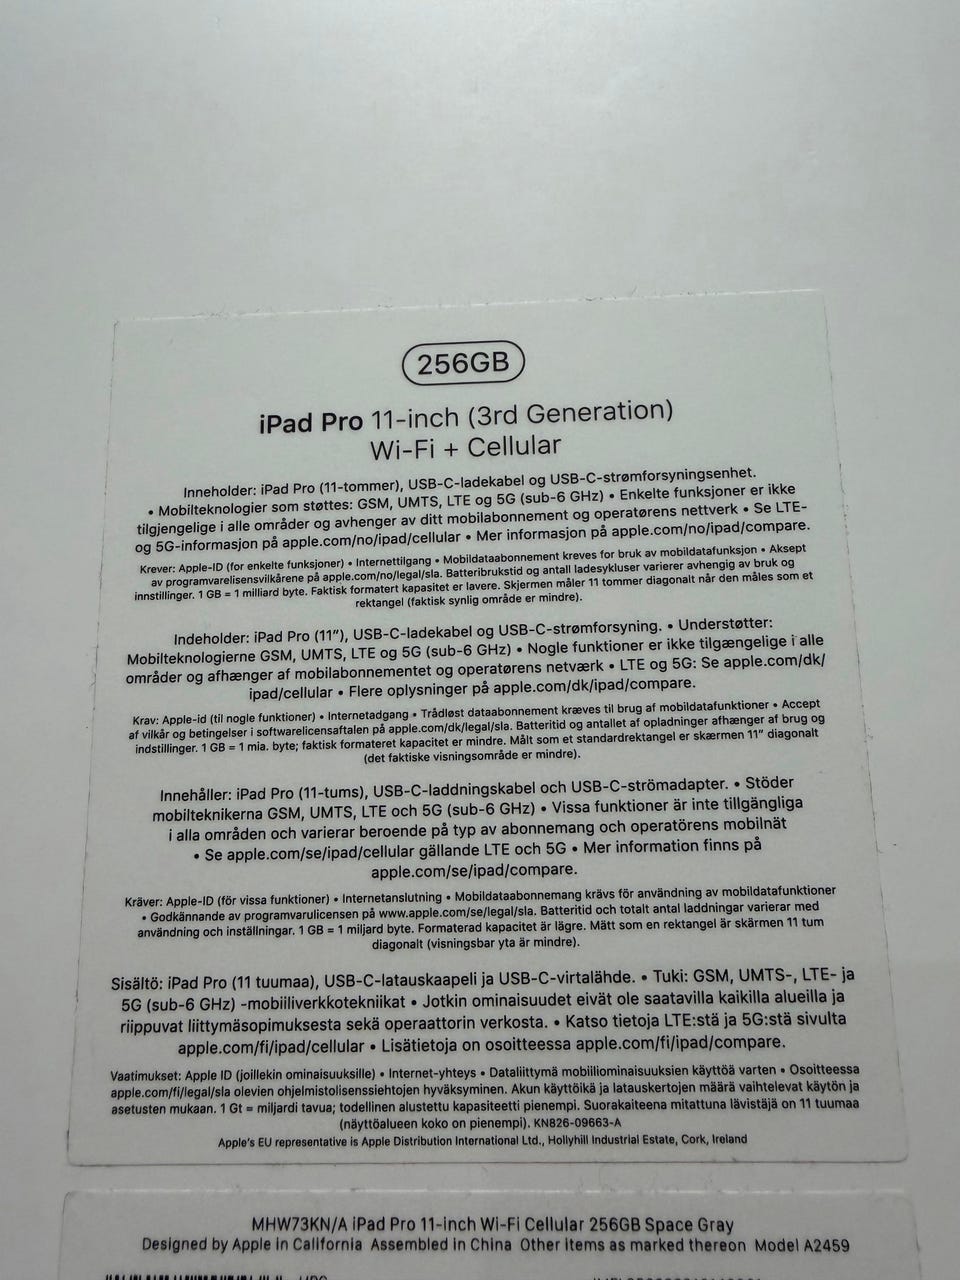 256GB
iPad Pro 11-inch (3rd Generation)
Wi-Fi + Cellular
Inneholder: iPad Pro (11-tommer), USB-C-ladekabel og USB-C-strømforsyningsenhet.
• Mobilteknologier som støttes: GSM, UMTS, LTE og 5G (sub-6 GHz) • Enkelte funksjoner er ikke
tilgjengelige i alle områder og avhenger av ditt mobilabonnement og operatørens nettverk • Se LTE-
og 5G-informasjon på apple.com/no/ipad/cellular • Mer informasjon på apple.com/no/ipad/compare.
Krever: Apple-ID (for enkelte funksjoner) • Internettilgang • Mobildataabonnement kreves for bruk av mobildatafunksjon • Aksept
av programvarelisensvilkårene på apple.com/no/legal/sla. Batteribrukstid og antall ladesykluser varierer avhengig av bruk og
innstillinger. 1 GB = 1 milliard byte. Faktisk formatert kapasitet er lavere. Skjermen måler 11 tommer diagonalt når den måles som et
rektangel (faktisk synlig område er mindre).
Indeholder: iPad Pro (11″), USB-C-ladekabel og USB-C-strømforsyning. • Understøtter:
Mobilteknologierne GSM, UMTS, LTE og 5G (sub-6 GHz) • Nogle funktioner er ikke tilgængelige i alle
områder og afhænger af mobilabonnementet og operatørens netværk • LTE og 5G: Se apple.com/dk/
ipad/cellular • Flere oplysninger på apple.com/dk/ipad/compare.
Krav: Apple-id (til nogle funktioner) • Internetadgang • Trådløst dataabonnement kræves til brug af mobildatafunktioner • Accept
af vilkår og betingelser i softwarelicensaftalen på apple.com/dk/legal/sla. Batteritid og antallet af opladninger afhænger af brug og
indstillinger. 1 GB = 1 mia. byte; faktisk formateret kapacitet er mindre. Målt som et standardrektangel er skærmen 11″ diagonalt
(det faktiske visningsområde er mindre).
Innehåller: iPad Pro (11-tums), USB-C-laddningskabel och USB-C-strömadapter. • Stöder
mobilteknikerna GSM, UMTS, LTE och 5G (sub-6 GHz) • Vissa funktioner är inte tillgängliga
i alla områden och varierar beroende på typ av abonnemang och operatörens mobilnät
• Se apple.com/se/ipad/cellular gällande LTE och 5G • Mer information finns på
apple.com/se/ipad/compare.
Kräver: Apple-ID (för vissa funktioner) • Internetanslutning • Mobildataabonnemang krävs för användning av mobildatafunktioner
• Godkännande av programvarulicensen på www.apple.com/se/legal/sla. Batteritid och totalt antal laddningar varierar med
användning och inställningar. 1 GB = 1 miljard byte. Formaterad kapacitet är lägre. Mätt som en rektangel är skärmen 11 tum
diagonalt (visningsbar yta är mindre).
Sisältö: iPad Pro (11 tuumaa), USB-C-latauskaapeli ja USB-C-virtalähde. • Tuki: GSM, UMTS-, LTE- ja
5G (sub-6 GHz) -mobiiliverkkotekniikat • Jotkin ominaisuudet eivät ole saatavilla kaikilla alueilla ja
riippuvat liittymäsopimuksesta sekä operaattorin verkosta. • Katso tietoja LTE:stä ja 5G:stä sivulta
apple.com/fi/ipad/cellular • Lisätietoja on osoitteessa apple.com/fi/ipad/compare.
Vaatimukset: Apple ID (joillekin ominaisuuksille) • Internet-yhteys • Dataliittymä mobiiliominaisuuksien käyttöä varten • Osoitteessa
apple.com/fi/legal/sla olevien ohjelmistolisenssiehtojen hyväksyminen. Akun käyttöikä ja latauskertojen määrä vaihtelevat käytön ja
asetusten mukaan. 1 Gt = miljardi tavua; todellinen alustettu kapasiteetti pienempi. Suorakaiteena mitattuna lävistäjä on 11 tuumaa
(näyttöalueen koko on pienempi). KN826-09663-A
Apple's EU representative is Apple Distribution International Ltd., Hollyhill Industrial Estate, Cork, Ireland
MHW73KN/A iPad Pro 11-inch Wi-Fi Cellular 256GB Space Gray
Designed by Apple in California Assembled in China Other items as marked thereon Model A2459